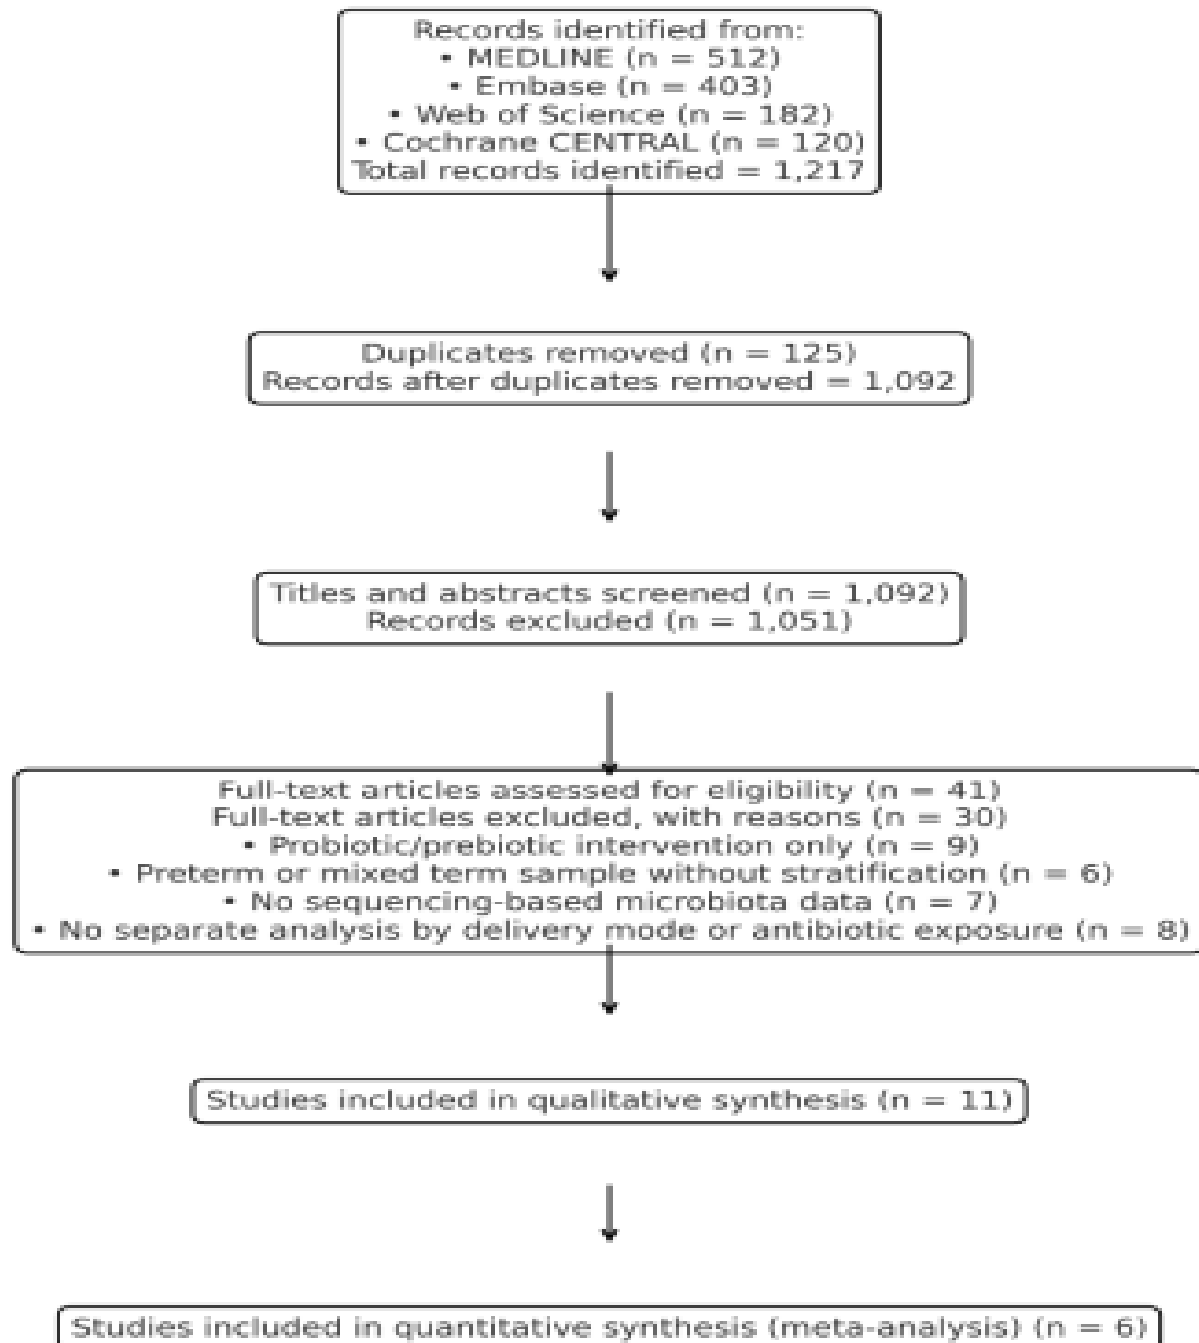 Records identified from:
• MEDLINE (n = 512)
• Embase (n = 403)
• Web of Science (n = 182)
• Cochrane CENTRAL (n = 120)
Total records identified = 1,217
Duplicates removed (n = 125)
Records after duplicates removed = 1,092
Titles and abstracts screened (n = 1,092)
Records excluded (n = 1,051)
Full-text articles assessed for eligibility (n = 41)
Full-text articles excluded, with reasons (n = 30)
• Probiotic/prebiotic intervention only (n = 9)
• Preterm or mixed term sample without stratification (n = 6)
• No sequencing-based microbiota data (n = 7)
• No separate analysis by delivery mode or antibiotic exposure (n = 8)
Studies included in qualitative synthesis (n = 11)
Studies included in quantitative synthesis (meta-analysis) (n = 6)